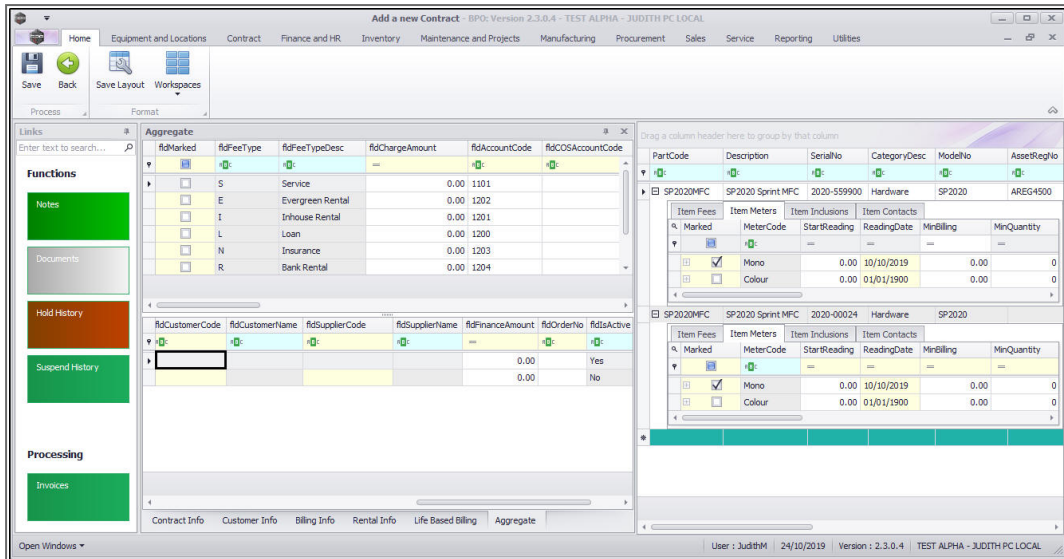 Add a new Contract - BPO: Version 2.3.0.4 - TEST ALPHA - JUDITH PC LOCAL
Home Equipment and Locations Contract Finance and HR Inventory Maintenance and Projects Manufacturing Procurement Sales Service Reporting Utilities
Save Back Save Layout Workspaces
Process Format
Links
Enter text to search...
Functions
Notes
Documents
Hold History
Suspend History
Processing
Invoices
Aggregate
fldMarked fldFeeType fldFeeTypeDesc fldChargeAmount fldAccountCode fldCOSAccountCode
S Service 0.00 1101
E Evergreen Rental 0.00 1202
I Inhouse Rental 0.00 1201
L Loan 0.00 1200
N Insurance 0.00 1203
R Bank Rental 0.00 1204
fldCustomerCode fldCustomerName fldSupplierCode fldSupplierName fldFinanceAmount fldOrderNo fldIsActive
0.00 Yes
0.00 No
Contract Info Customer Info Billing Info Rental Info Life Based Billing Aggregate
Drag a column header here to group by that column
PartCode Description SerialNo CategoryDesc ModelNo AssetRegNo
SP2020MFC SP2020 Sprint MFC 2020-559900 Hardware SP2020 AREG4500
Item Fees Item Meters Item Inclusions Item Contacts
Marked MeterCode StartReading ReadingDate MinBilling MinQuantity
Mono 0.00 10/10/2019 0.00 0
Colour 0.00 01/01/1900 0.00 0
SP2020MFC SP2020 Sprint MFC 2020-00024 Hardware SP2020
Item Fees Item Meters Item Inclusions Item Contacts
Marked MeterCode StartReading ReadingDate MinBilling MinQuantity
Mono 0.00 10/10/2019 0.00 0
Colour 0.00 01/01/1900 0.00 0
Open Windows User : JudithM 24/10/2019 Version : 2.3.0.4 TEST ALPHA - JUDITH PC LOCAL